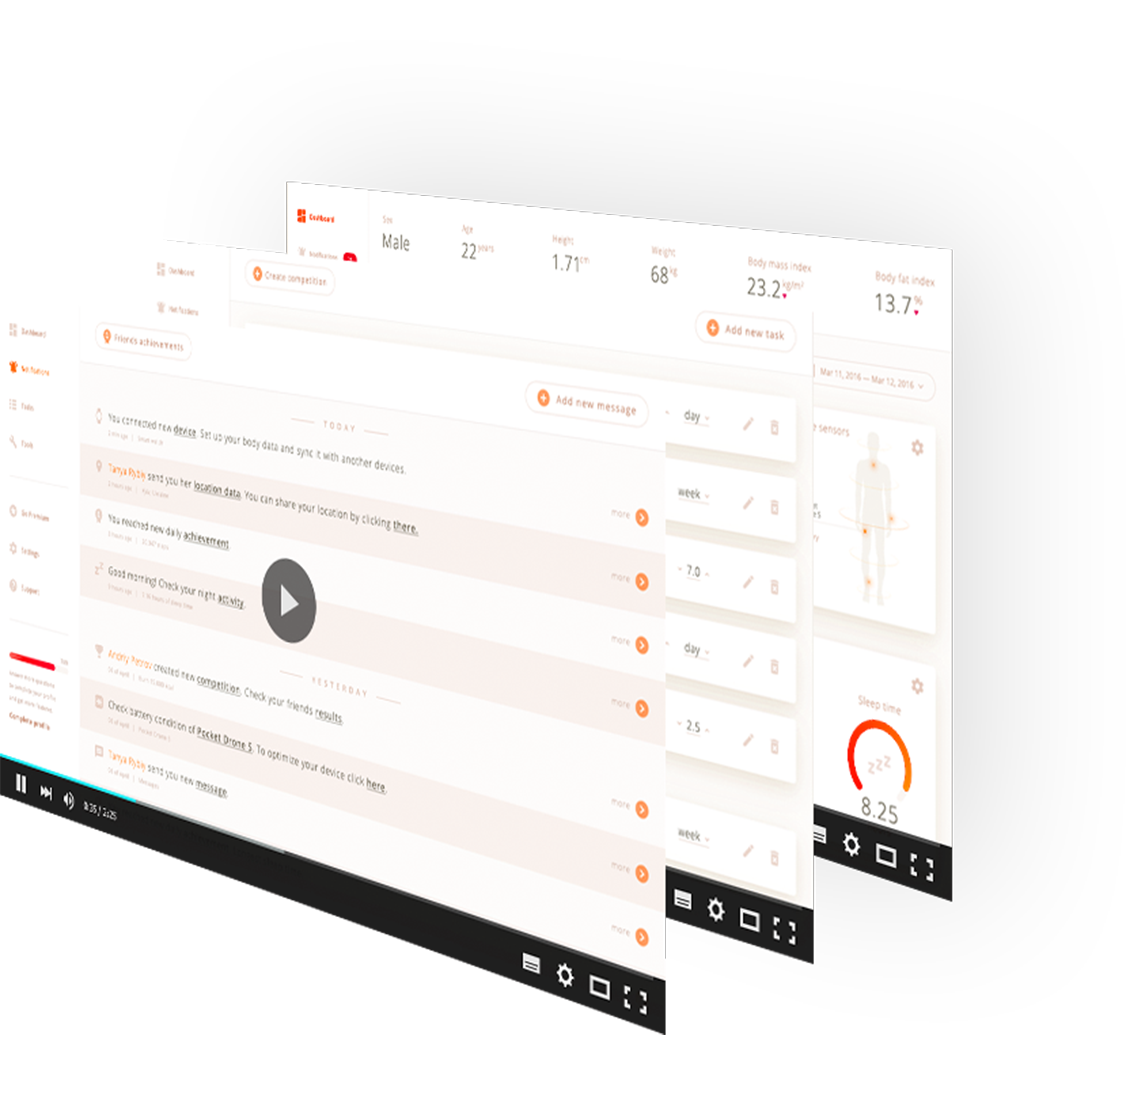 Dashboard
Sex
Male
Age
22 years
Height
1.71 cm
Weight
68 kg
Body mass index
23.2 kg/m²
Body fat index
13.7 %
Mar 11, 2016 — Mar 12, 2016
sensors
Sleep time
zzz
8.25
Dashboard
Notifications
Create competition
Add new task
day
week
7.0
day
2.5
week
Dashboard
Notifications
Tasks
Tools
Go Premium
Settings
Support
Complete profile
Friends achievements
Add new message
TODAY
You connected new device. Set up your body data and sync it with another devices.
Tanya Rybiy send you her location data. You can share your location by clicking there.
more
You reached new daily achievement
more
Good morning! Check your night activity.
more
YESTERDAY
Andriy Petrov created new competition. Check your friends results
more
Check battery condition of Pocket Drone S. To optimize your device click here.
more
Tanya Rybiy send you new message.
more
more
0:35 / 2:25